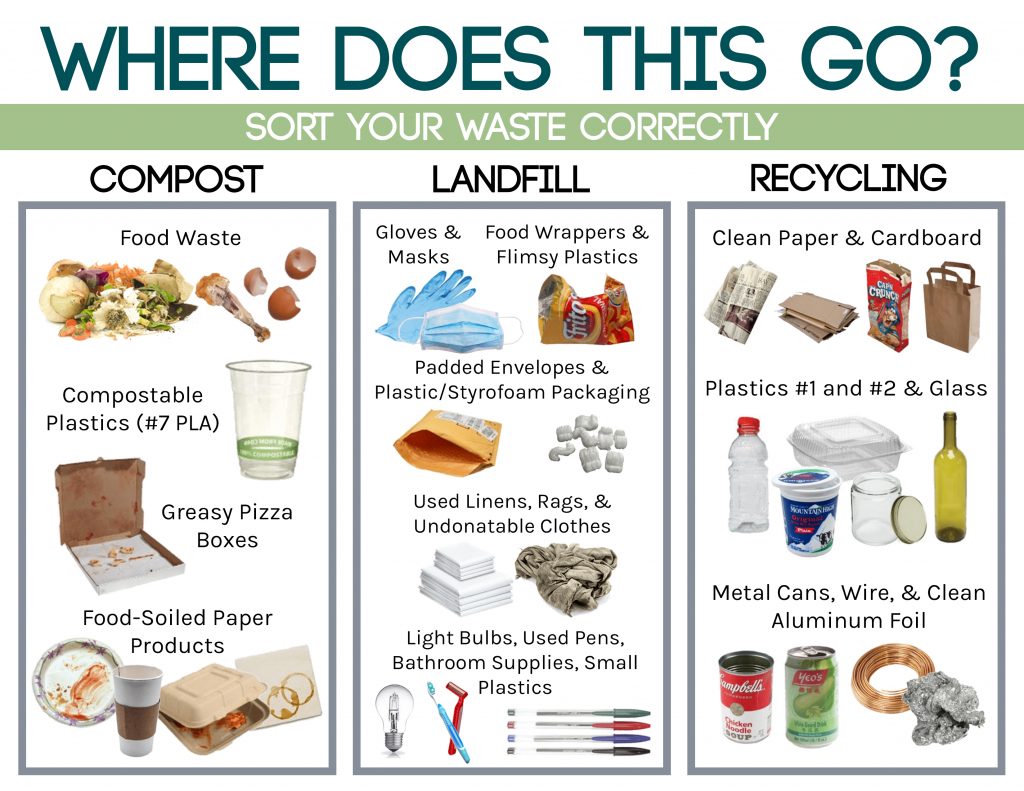 WHERE DOES THIS GO?
SORT YOUR WASTE CORRECTLY
COMPOST
Food Waste
Compostable
Plastics (#7 PLA)
100% COMPOSTABLE
Greasy Pizza
Boxes
Food-Soiled Paper
Products
LANDFILL
Gloves &
Masks
Food Wrappers &
Flimsy Plastics
Frito
Padded Envelopes &
Plastic/Styrofoam Packaging
Used Linens, Rags, &
Undonatable Clothes
Light Bulbs, Used Pens,
Bathroom Supplies, Small
Plastics
RECYCLING
Clean Paper & Cardboard
CAP'N
CRUNCH
Plastics #1 and #2 & Glass
MOUNTAIN HIGH
Original
Plain
Metal Cans, Wire, & Clean
Aluminum Foil
Campbell's
Chicken
Noodle
SOUP
YEO'S